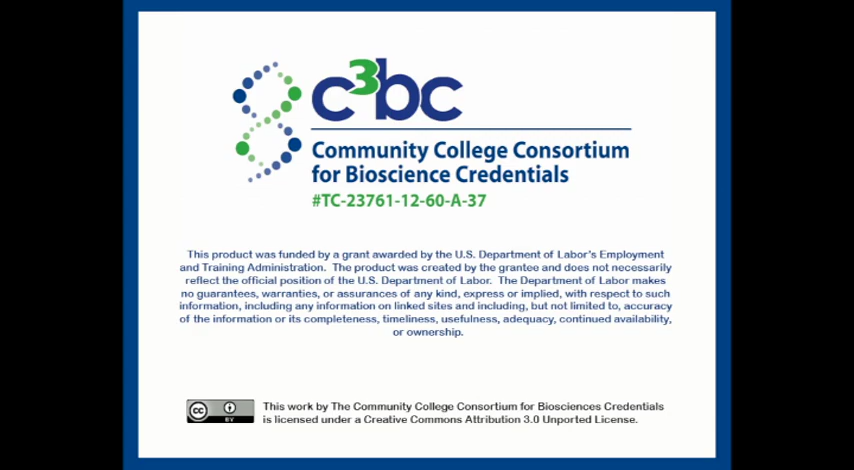 c3bc
Community College Consortium
for Bioscience Credentials
#TC-23761-12-60-A-37
This product was funded by a grant awarded by the U.S. Department of Labor's Employment
and Training Administration. The product was created by the grantee and does not necessarily
reflect the official position of the U.S. Department of Labor. The Department of Labor makes
no guarantees, warranties, or assurances of any kind, express or implied, with respect to such
information, including any information on linked sites and including, but not limited to, accuracy
of the information or its completeness, timeliness, usefulness, adequacy, continued availability,
or ownership.
cc
BY
This work by The Community College Consortium for Biosciences Credentials
is licensed under a Creative Commons Attribution 3.0 Unported License.